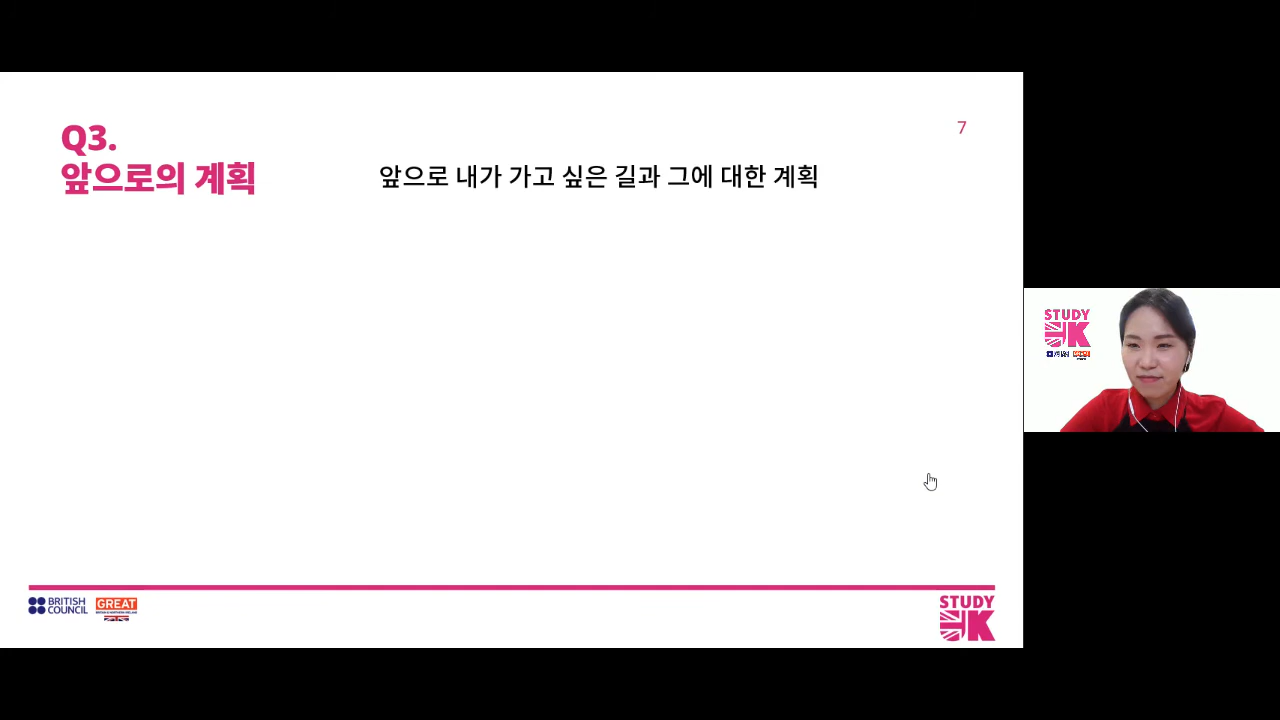 Q3.
앞으로의 계획
7
앞으로 내가 가고 싶은 길과 그에 대한 계획
BRITISH
COUNCIL
GREAT
STUDY
UK
STUDY
UK